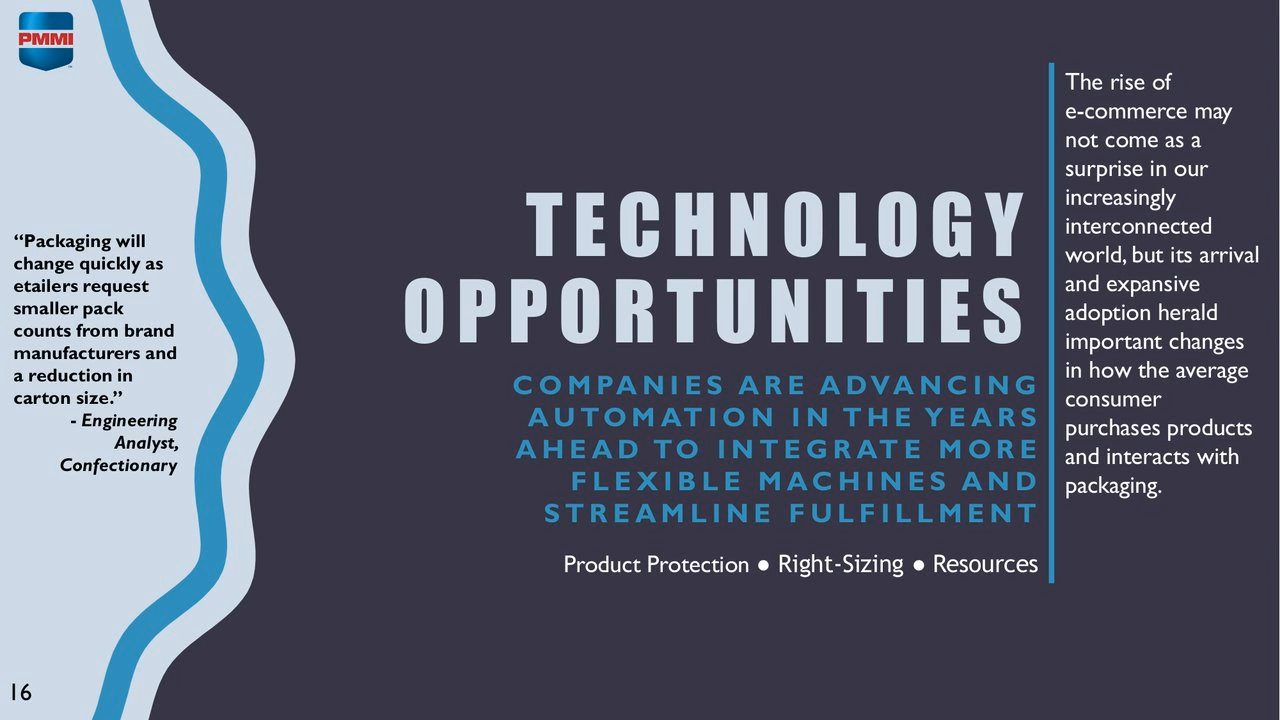 PMMI
“Packaging will
change quickly as
etailers request
smaller pack
counts from brand
manufacturers and
a reduction in
carton size.”
- Engineering
Analyst,
Confectionary
TECHNOLOGY
OPPORTUNITIES
COMPANIES ARE ADVANCING
AUTOMATION IN THE YEARS
AHEAD TO INTEGRATE MORE
FLEXIBLE MACHINES AND
STREAMLINE FULFILLMENT
Product Protection ● Right-Sizing ● Resources
The rise of
e-commerce may
not come as a
surprise in our
increasingly
interconnected
world, but its arrival
and expansive
adoption herald
important changes
in how the average
consumer
purchases products
and interacts with
packaging.
16